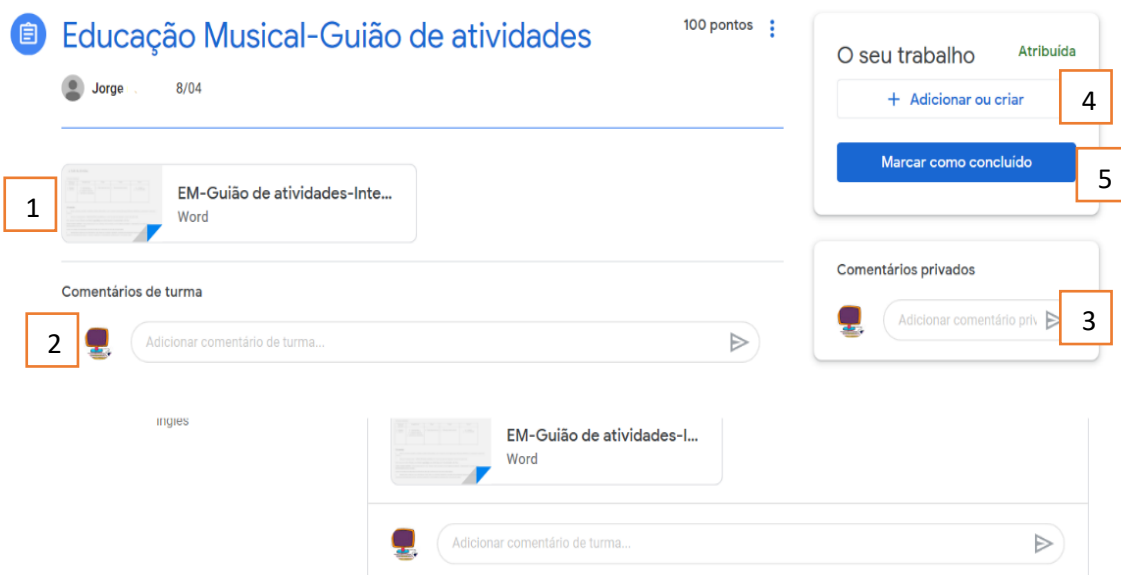 Educação Musical-Guião de atividades
100 pontos
Jorge
8/04
1
EM-Guião de atividades-Inte...
Word
Comentários de turma
2
Adicionar comentário de turma...
O seu trabalho
Atribuída
+ Adicionar ou criar
4
Marcar como concluído
5
Comentários privados
Adicionar comentário priv
3
Inglês
EM-Guião de atividades-I...
Word
Adicionar comentário de turma...